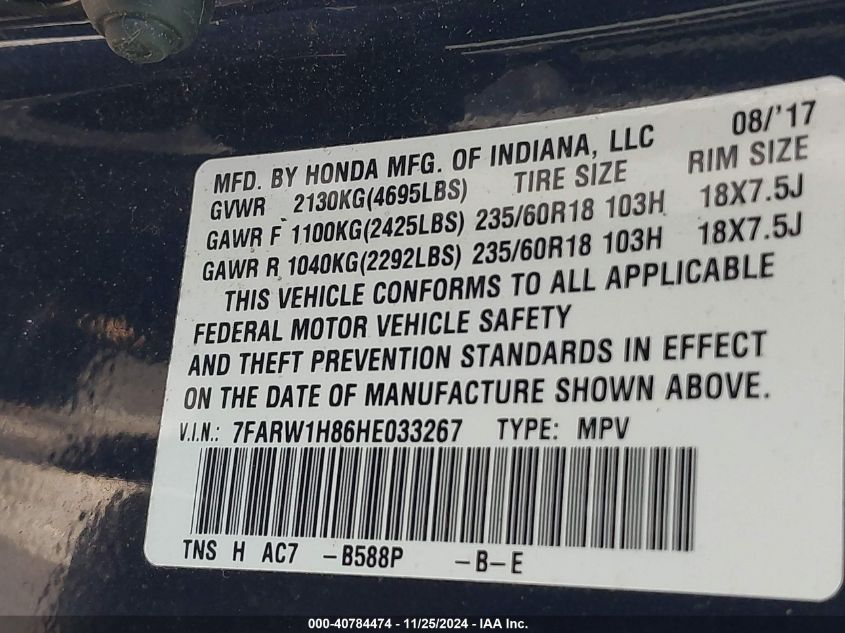 MFD. BY HONDA MFG. OF INDIANA, LLC 08/'17
GVWR 2130KG(4695LBS) TIRE SIZE RIM SIZE
GAWR F 1100KG(2425LBS) 235/60R18 103H 18X7.5J
GAWR R 1040KG(2292LBS) 235/60R18 103H 18X7.5J
THIS VEHICLE CONFORMS TO ALL APPLICABLE
FEDERAL MOTOR VEHICLE SAFETY
AND THEFT PREVENTION STANDARDS IN EFFECT
ON THE DATE OF MANUFACTURE SHOWN ABOVE.
V.I.N.: 7FARW1H86HE033267 TYPE: MPV
TNS H AC7 -B588P -B-E
000-40784474 - 11/25/2024 - IAA Inc.